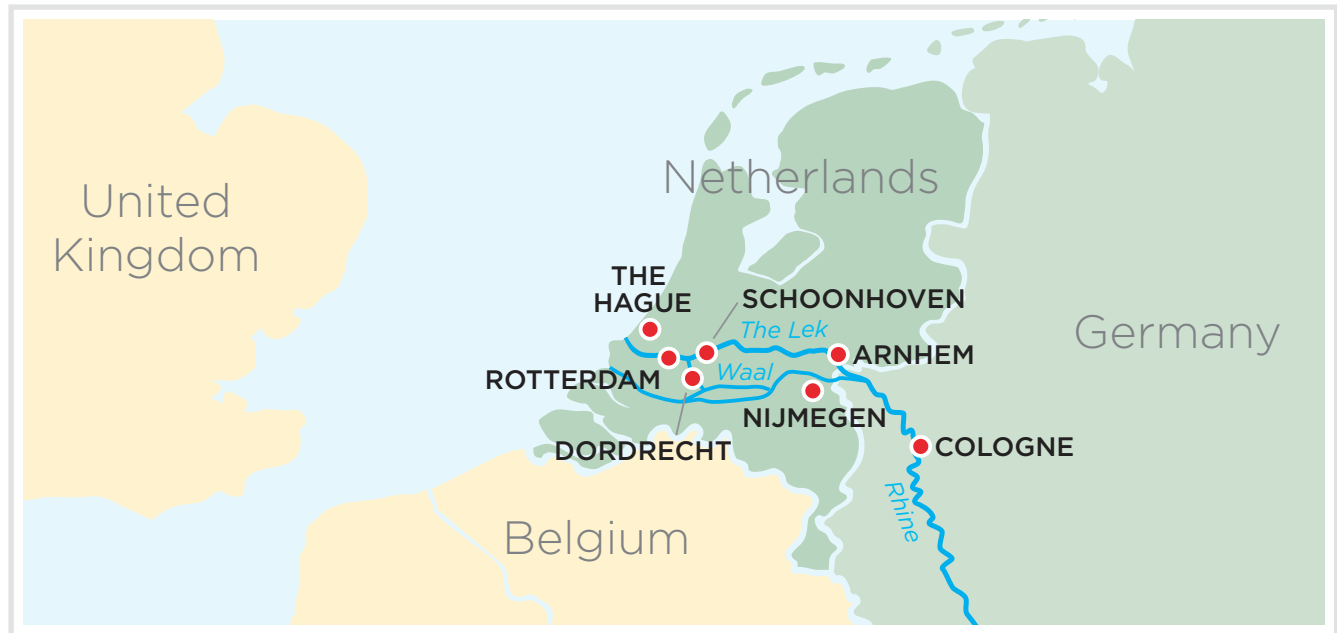 United
Kingdom
Netherlands
THE
HAGUE
SCHOONHOVEN
The Lek
Germany
ARNHEM
ROTTERDAM
Waal
NIJMEGEN
DORDRECHT
COLOGNE
Rhine
Belgium